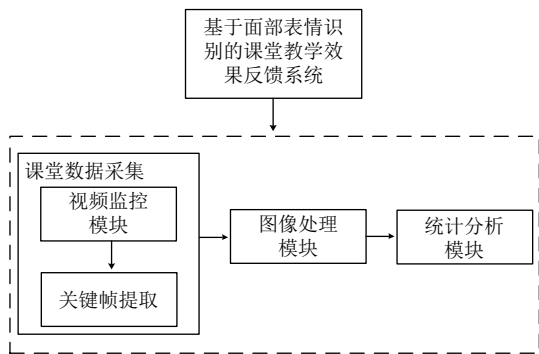 基于面部表情识
别的课堂教学效
果反馈系统
课堂数据采集
视频监控
模块
关键帧提取
图像处理
模块
统计分析
模块